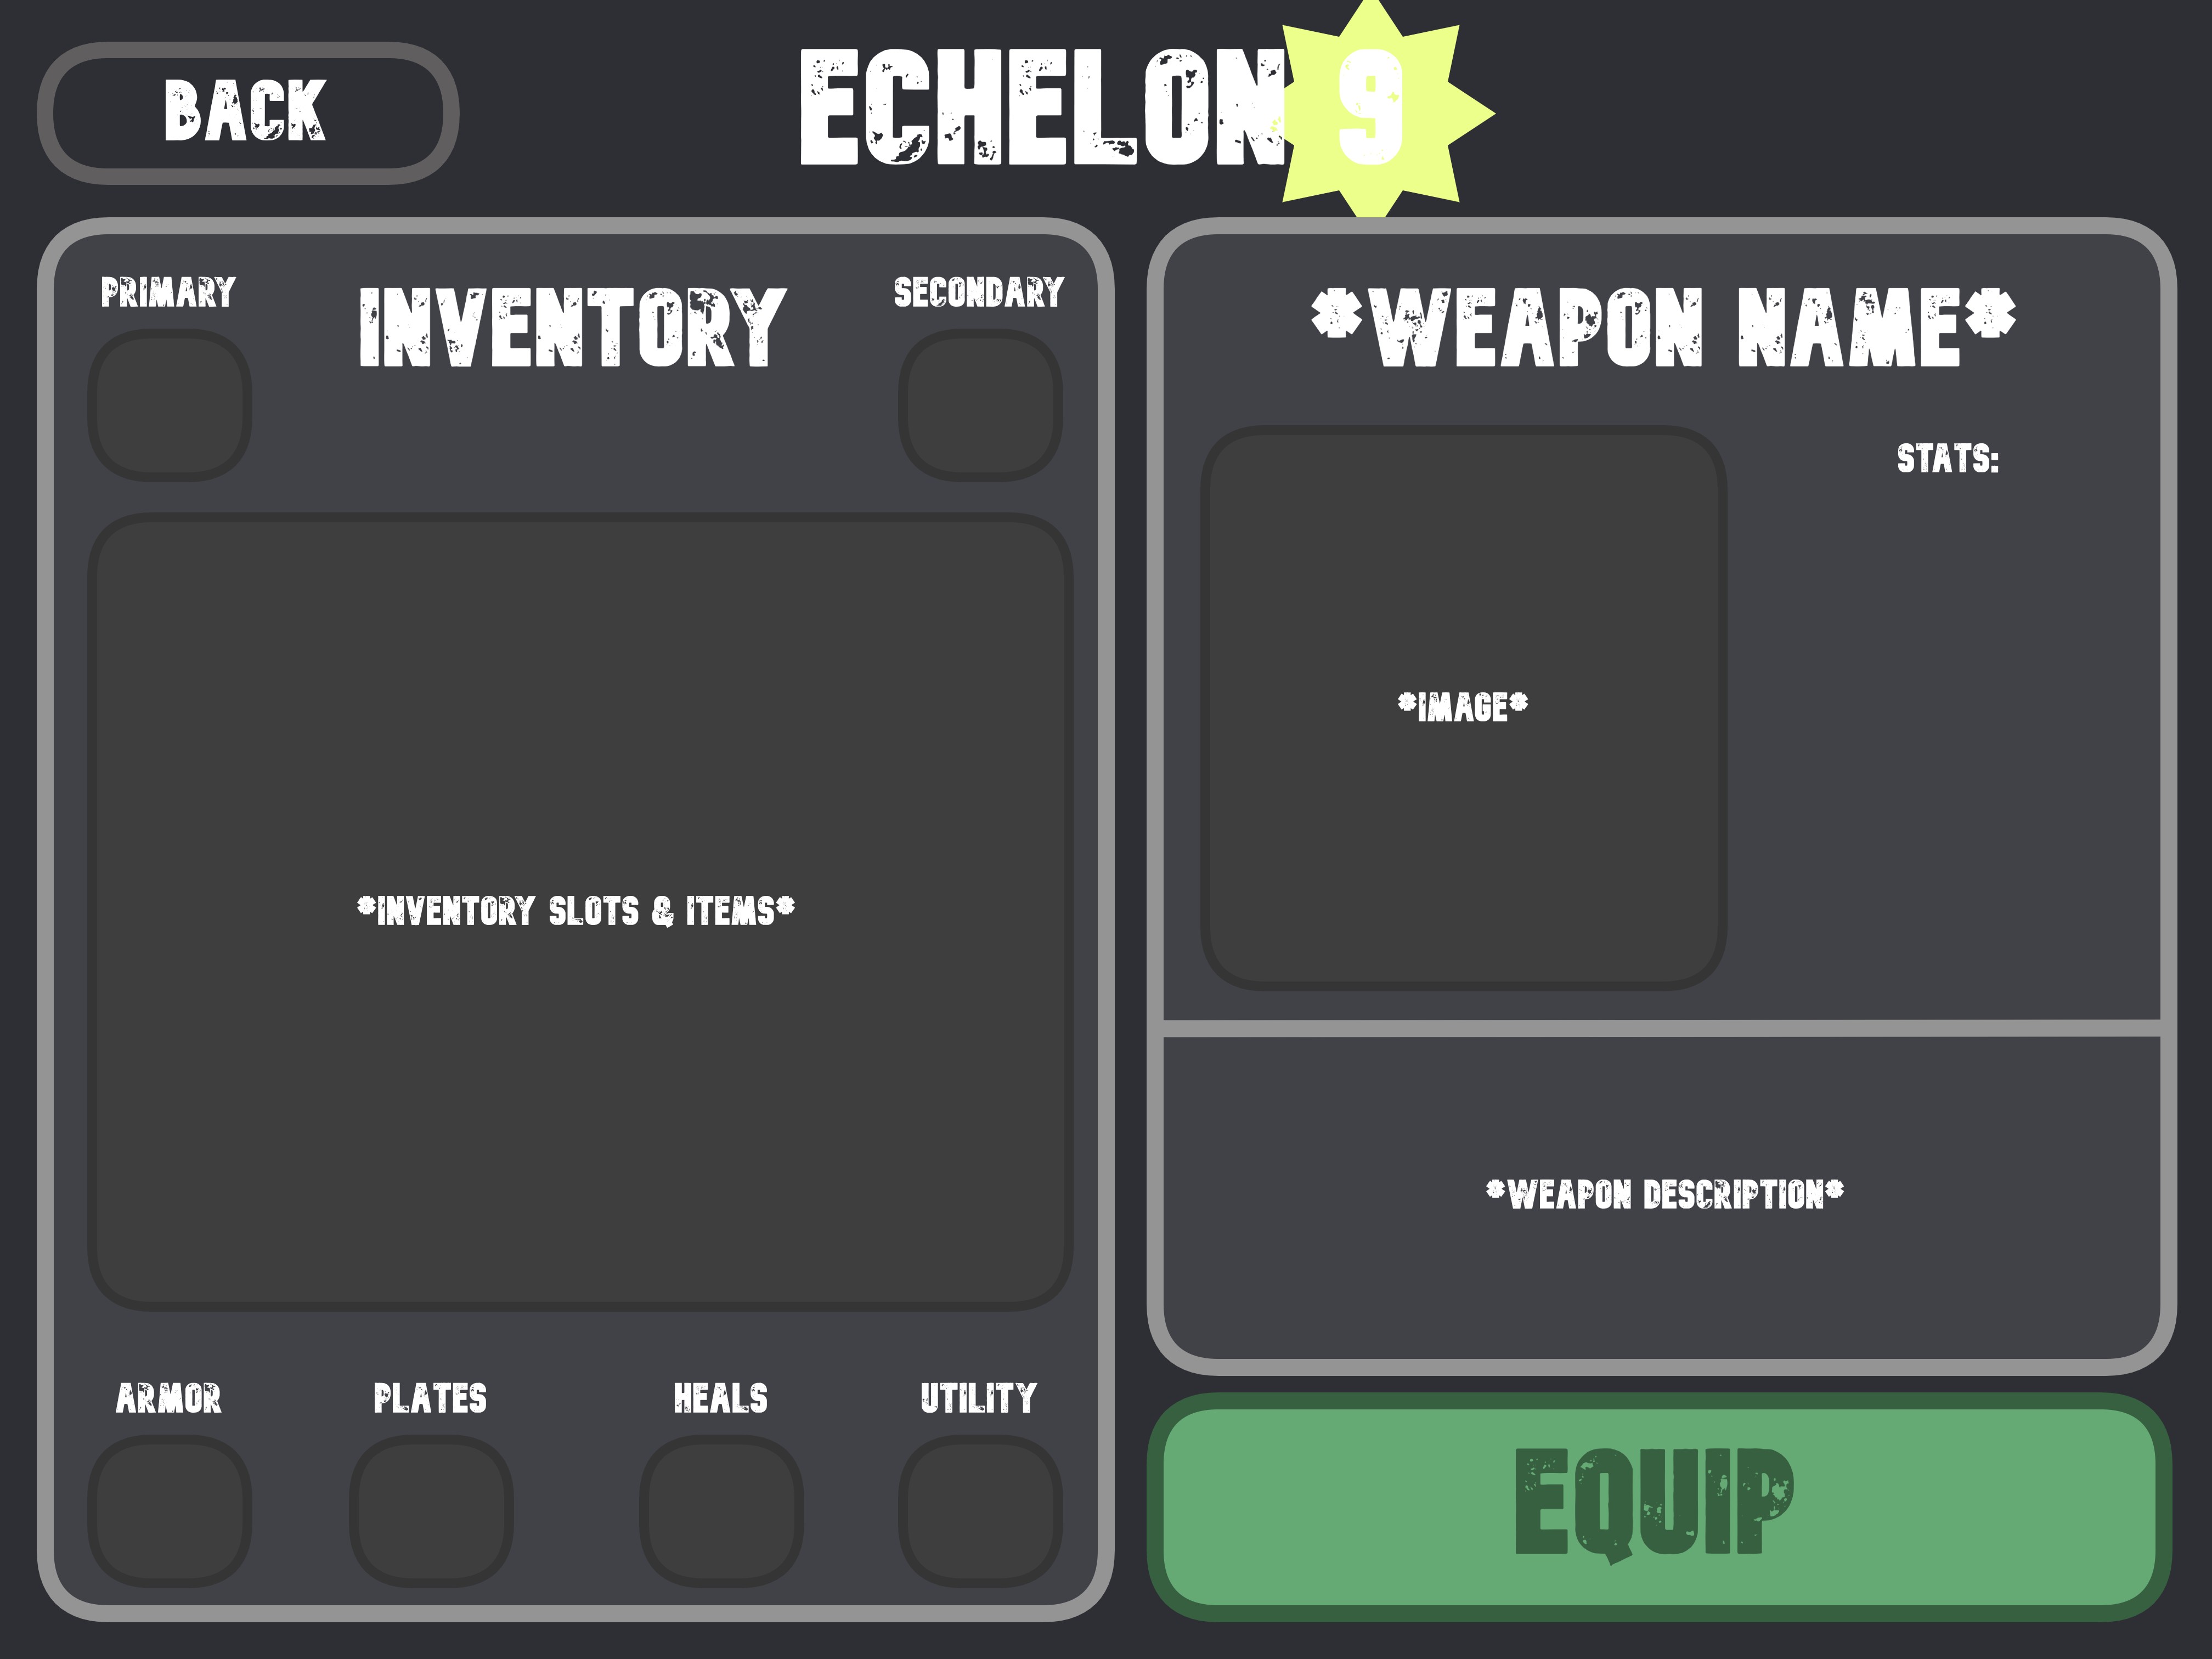 BACK
ECHELON 9
PRIMARY
INVENTORY
SECONDARY
*INVENTORY SLOTS & ITEMS*
ARMOR
PLATES
HEALS
UTILITY
*WEAPON NAME*
STATS:
*IMAGE*
*WEAPON DESCRIPTION*
EQUIP